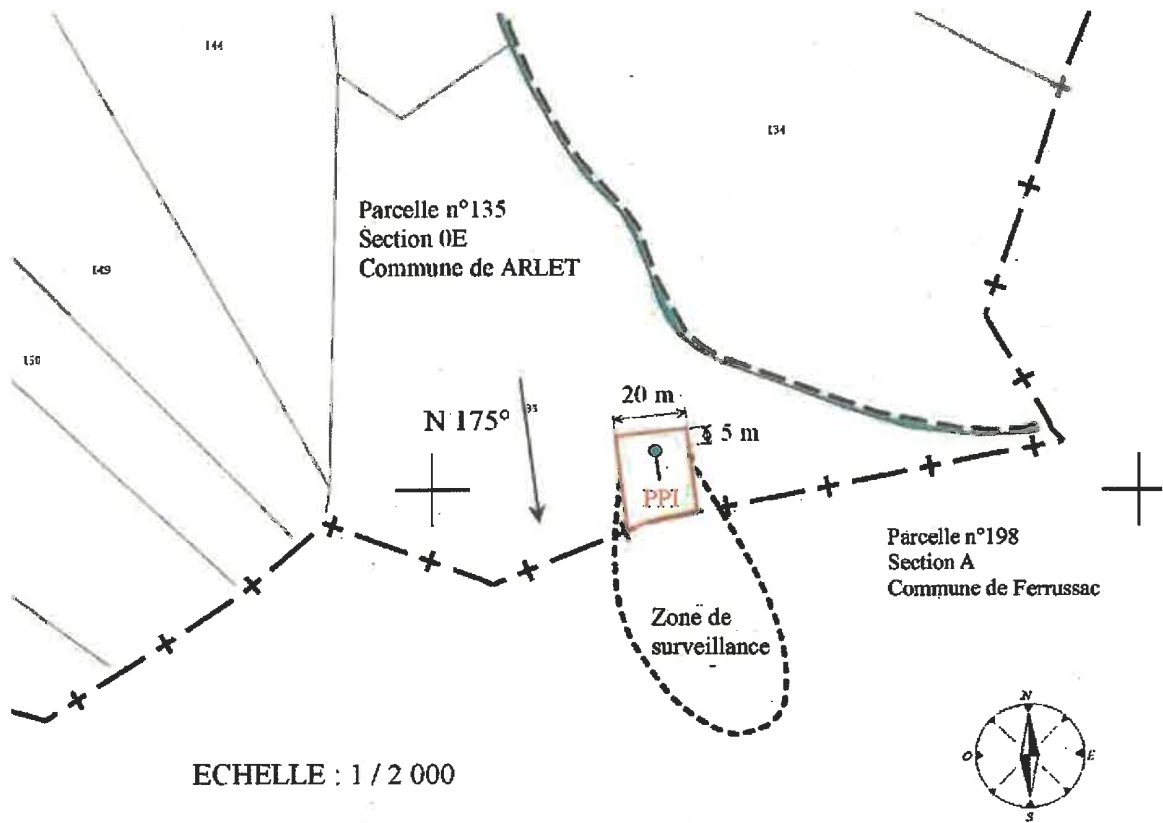 144
134
Parcelle n°135
Section 0E
Commune de ARLET
149
150
20 m
N 175°
5 m
PPI
Parcelle n°198
Section A
Commune de Ferrussac
Zone de
surveillance
N
O
E
S
ECHELLE : 1 / 2 000